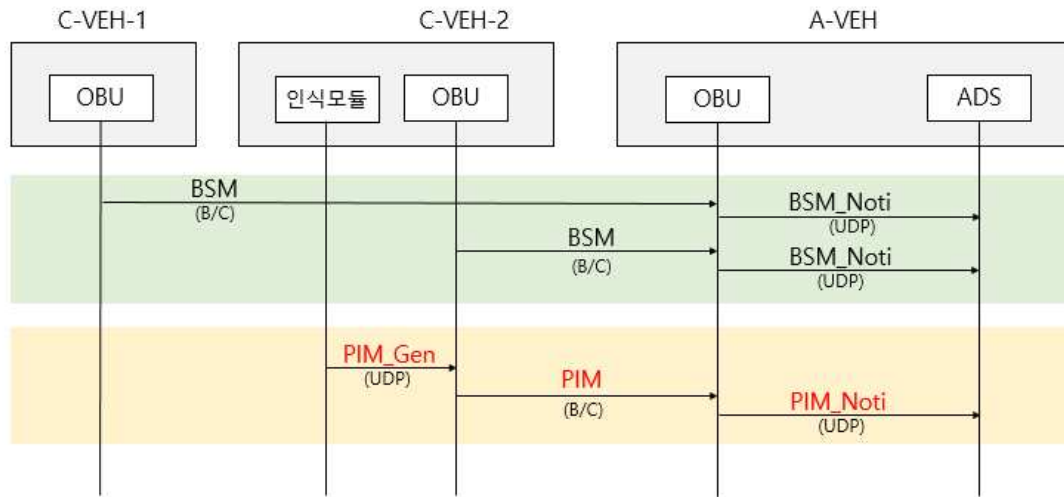 C-VEH-1 C-VEH-2 A-VEH
OBU 인식모듈 OBU OBU ADS
BSM
(B/C)
BSM_Noti
(UDP)
BSM
(B/C)
BSM_Noti
(UDP)
PIM_Gen
(UDP)
PIM
(B/C)
PIM_Noti
(UDP)